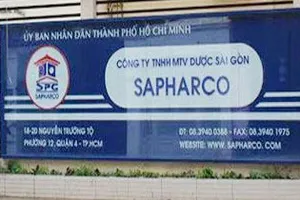 ỦY BAN NHÂN DÂN THÀNH PHỐ HỒ CHÍ MINH
SPG
SAPHARCO
CÔNG TY TNHH MTV DƯỢC SÀI GÒN
SAPHARCO
18-20 NGUYỄN TRƯỜNG TỘ
PHƯỜNG 12, QUẬN 4 - TP.HCM
ĐT: 08.3940 0388 - FAX: 08.3940 1975
WEBSITE: WWW.SAPHARCO.COM